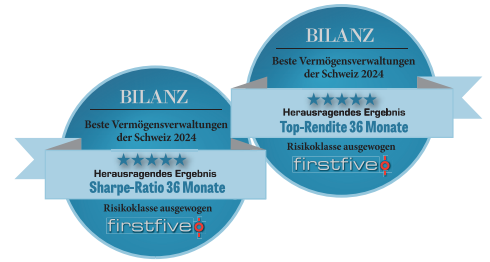 BILANZ
Beste Vermögensverwaltungen
der Schweiz 2024
Herausragendes Ergebnis
Sharpe-Ratio 36 Monate
Risikoklasse ausgewogen
firstfive
BILANZ
Beste Vermögensverwaltungen
der Schweiz 2024
Herausragendes Ergebnis
Top-Rendite 36 Monate
Risikoklasse ausgewogen
firstfive